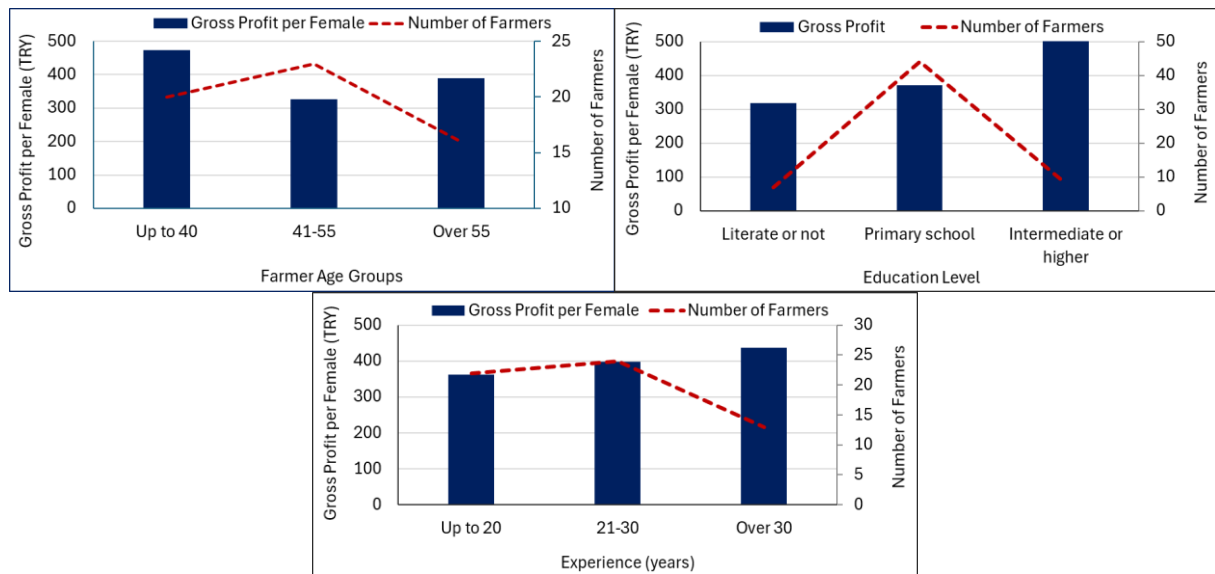 Gross Profit per Female Number of Farmers
Gross Profit per Female (TRY)
500
400
300
200
100
0
25
20
15
10
Number of Farmers
Up to 40 41-55 Over 55
Farmer Age Groups
Gross Profit Number of Farmers
Gross Profit per Female (TRY)
500
400
300
200
100
0
50
40
30
20
10
0
Number of Farmers
Literate or not Primary school Intermediate or
higher
Education Level
Gross Profit per Female Number of Farmers
Gross Profit per Female (TRY)
500
400
300
200
100
0
30
25
20
15
10
5
0
Number of Farmers
Up to 20 21-30 Over 30
Experience (years)